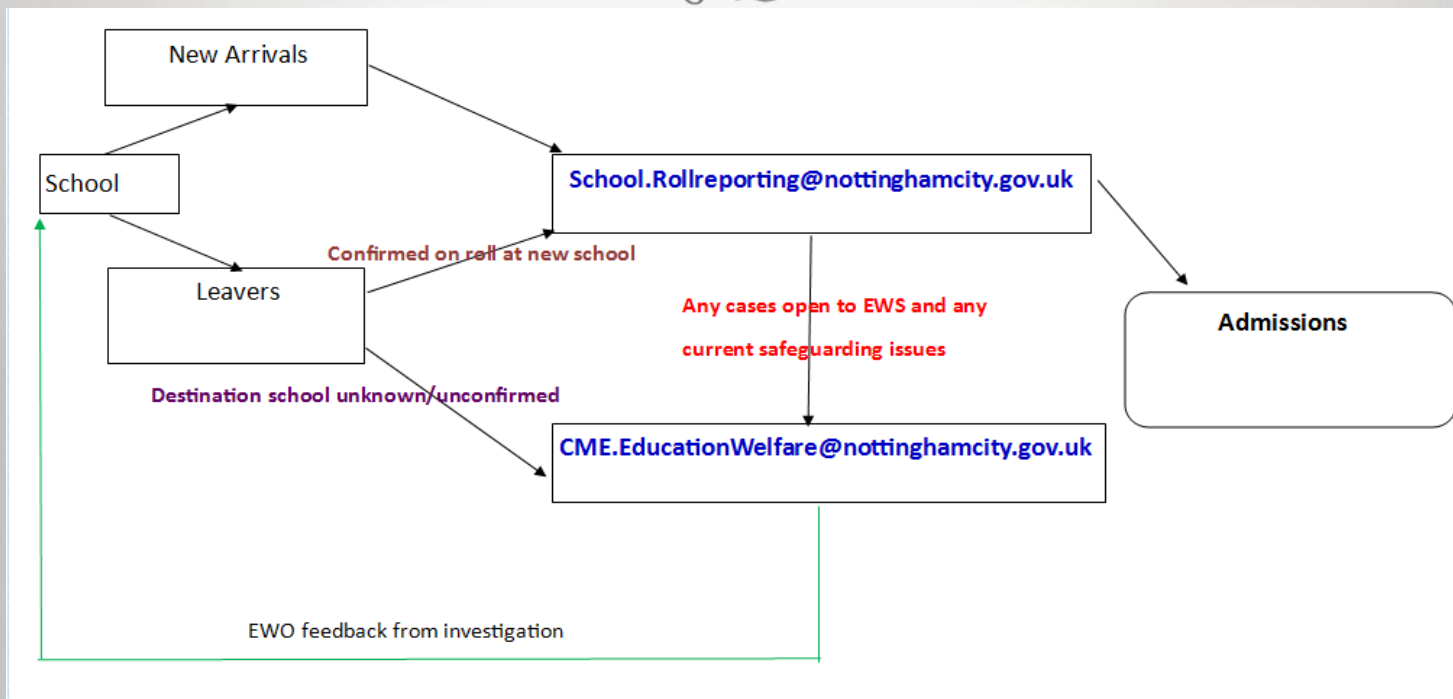 New Arrivals
School
School.Rollreporting@nottinghamcity.gov.uk
Confirmed on roll at new school
Leavers
Any cases open to EWS and any
current safeguarding issues
Admissions
Destination school unknown/unconfirmed
CME.EducationWelfare@nottinghamcity.gov.uk
EWO feedback from investigation